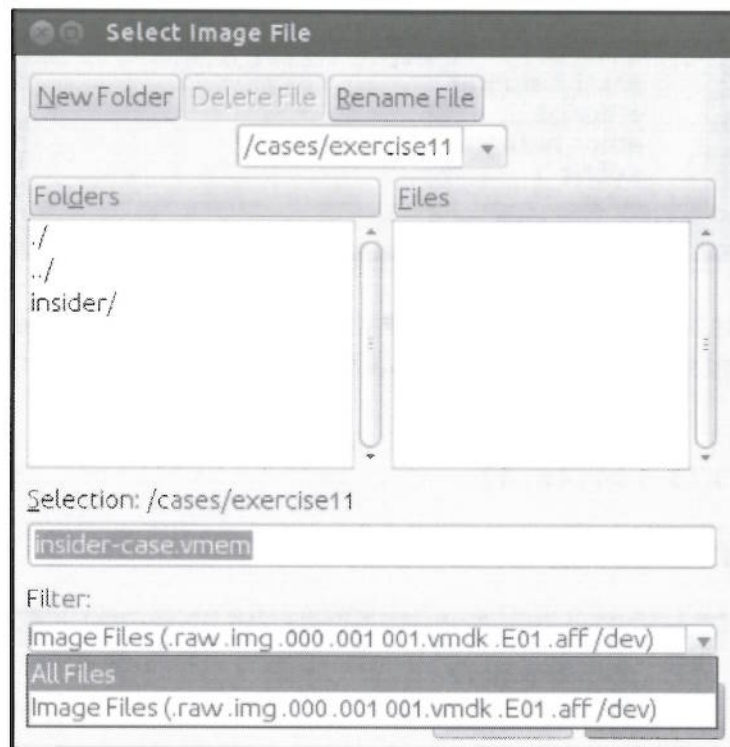 Select Image File
New Folder Delete File Rename File
/cases/exercise11
Folders
Files
./
../
insider/
Selection: /cases/exercise11
insider-case.vmem
Filter:
Image Files (.raw .img .000 .001 001.vmdk .E01 .aff /dev)
All Files
Image Files (.raw .img .000 .001 001.vmdk .E01 .aff /dev)